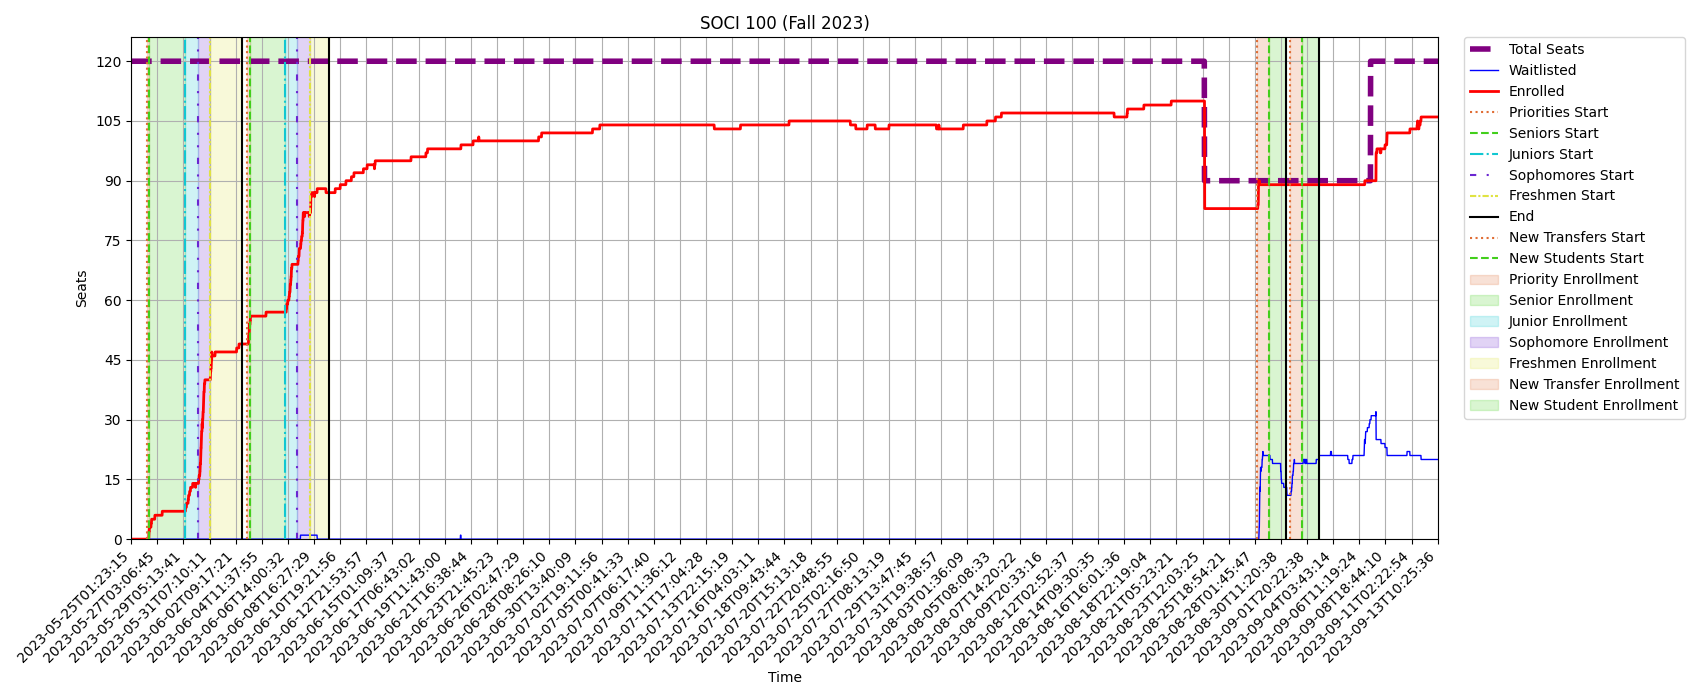 SOCI 100 (Fall 2023)
Seats
120
105
90
75
60
45
30
15
0
2023-05-25T01:23:15
2023-05-27T03:06:45
2023-05-29T05:13:41
2023-05-31T07:10:11
2023-06-02T09:17:23
2023-06-04T11:37:55
2023-06-06T14:00:32
2023-06-08T16:27:29
2023-06-10T19:21:56
2023-06-12T21:53:57
2023-06-15T01:09:37
2023-06-17T06:43:02
2023-06-19T11:43:00
2023-06-21T16:38:44
2023-06-23T21:45:23
2023-06-26T02:47:29
2023-06-28T08:26:10
2023-06-30T13:40:09
2023-07-02T19:11:56
2023-07-05T00:41:33
2023-07-07T06:17:40
2023-07-09T11:36:12
2023-07-11T17:04:28
2023-07-13T22:15:19
2023-07-16T04:03:11
2023-07-18T09:43:44
2023-07-20T15:13:18
2023-07-22T20:48:55
2023-07-25T02:16:50
2023-07-27T08:13:19
2023-07-29T13:47:45
2023-07-31T19:38:57
2023-08-03T01:36:09
2023-08-05T08:08:33
2023-08-07T14:20:22
2023-08-09T20:33:16
2023-08-12T02:52:37
2023-08-14T09:30:35
2023-08-16T16:01:36
2023-08-18T22:19:04
2023-08-21T05:23:21
2023-08-23T12:03:25
2023-08-25T18:54:21
2023-08-28T01:45:47
2023-08-30T11:20:38
2023-09-01T20:22:38
2023-09-04T03:43:14
2023-09-06T11:19:24
2023-09-08T18:44:10
2023-09-11T02:22:54
2023-09-13T10:25:36
Time
Total Seats
Waitlisted
Enrolled
Priorities Start
Seniors Start
Juniors Start
Sophomores Start
Freshmen Start
End
New Transfers Start
New Students Start
Priority Enrollment
Senior Enrollment
Junior Enrollment
Sophomore Enrollment
Freshmen Enrollment
New Transfer Enrollment
New Student Enrollment